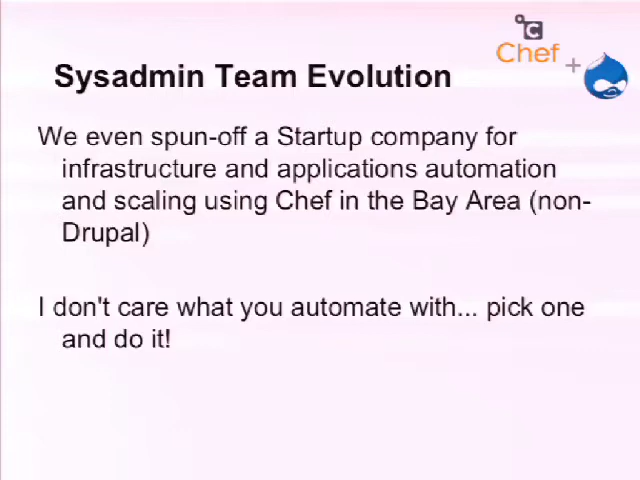 Chef
+
Sysadmin Team Evolution
We even spun-off a Startup company for
infrastructure and applications automation
and scaling using Chef in the Bay Area (non-
Drupal)
I don't care what you automate with... pick one
and do it!